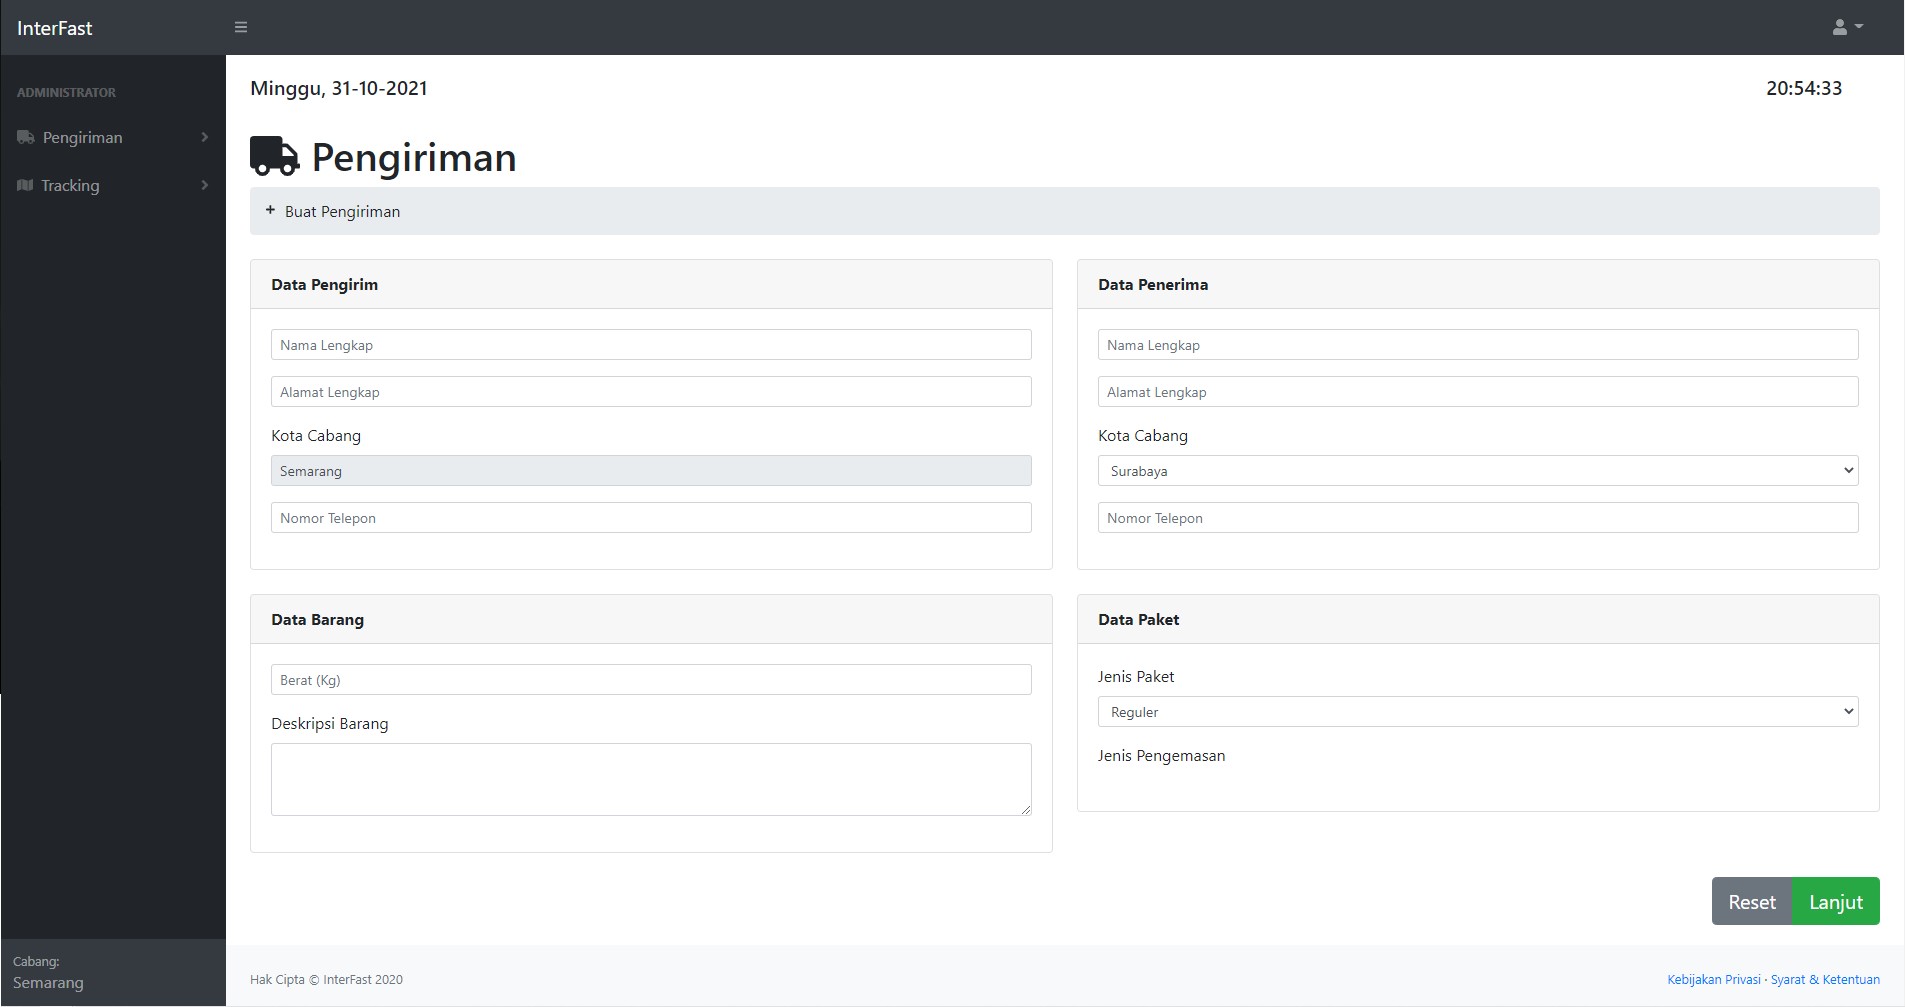 InterFast
ADMINISTRATOR
Pengiriman
Tracking
Cabang:
Semarang
Minggu, 31-10-2021
20:54:33
Pengiriman
+ Buat Pengiriman
Data Pengirim
Nama Lengkap
Alamat Lengkap
Kota Cabang
Semarang
Nomor Telepon
Data Penerima
Nama Lengkap
Alamat Lengkap
Kota Cabang
Surabaya
Nomor Telepon
Data Barang
Berat (Kg)
Deskripsi Barang
Data Paket
Jenis Paket
Reguler
Jenis Pengemasan
Reset
Lanjut
Hak Cipta © InterFast 2020
Kebijakan Privasi · Syarat & Ketentuan